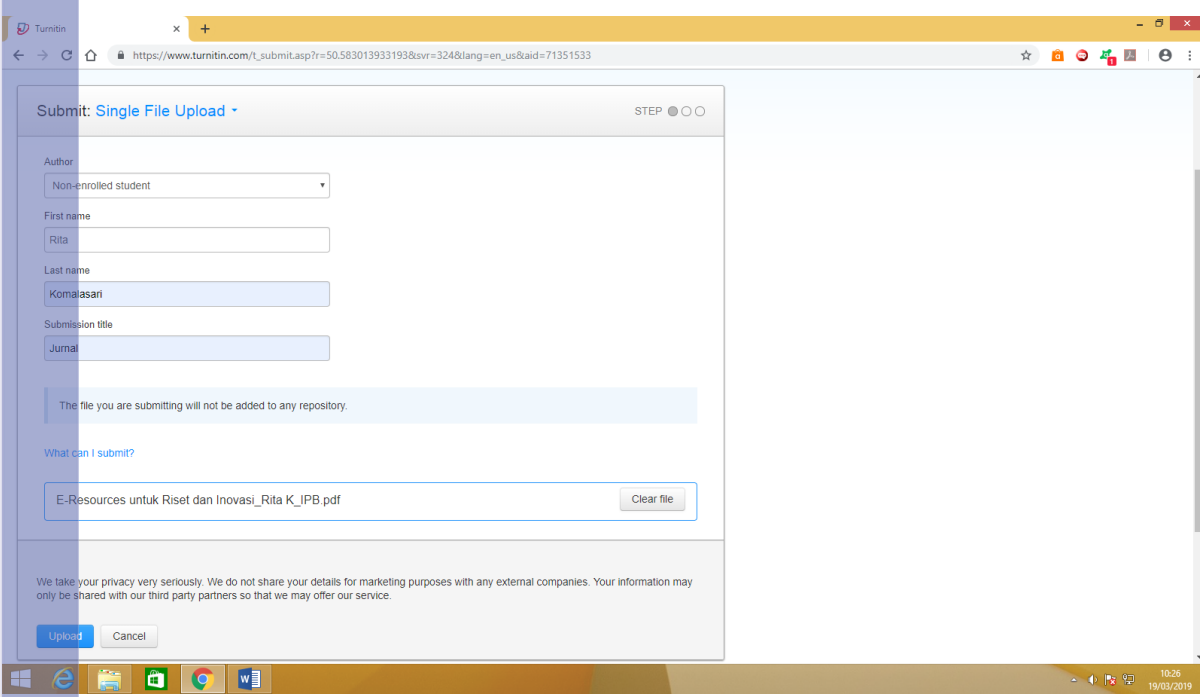 Turnitin
https://www.turnitin.com/t_submit.asp?r=50.583013933193&svr=324&lang=en_us&aid=71351533
Submit: Single File Upload
STEP
Author
Non-enrolled student
First name
Rita
Last name
Komalasari
Submission title
Jurnal
The file you are submitting will not be added to any repository.
What can I submit?
E-Resources untuk Riset dan Inovasi_Rita K_IPB.pdf
Clear file
We take your privacy very seriously. We do not share your details for marketing purposes with any external companies. Your information may
only be shared with our third party partners so that we may offer our service.
Upload
Cancel
1
10:26
19/03/2019